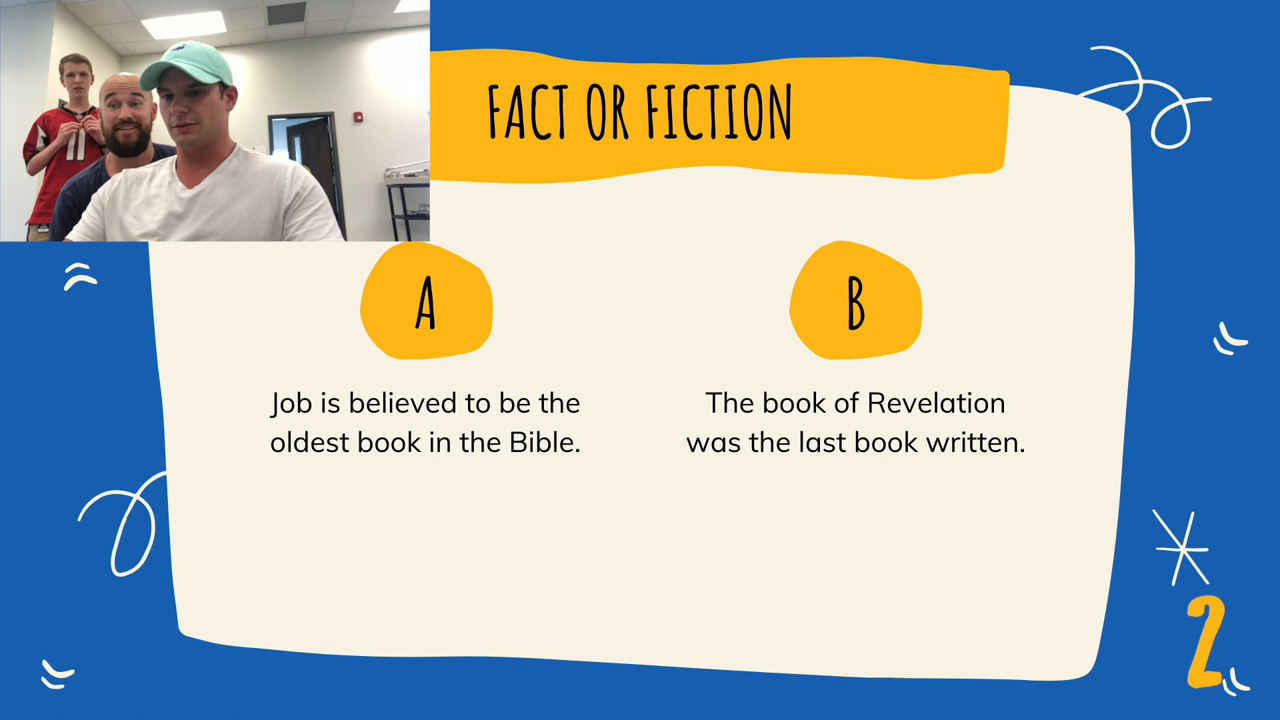 FACT OR FICTION
A
Job is believed to be the
oldest book in the Bible.
B
The book of Revelation
was the last book written.
2
11